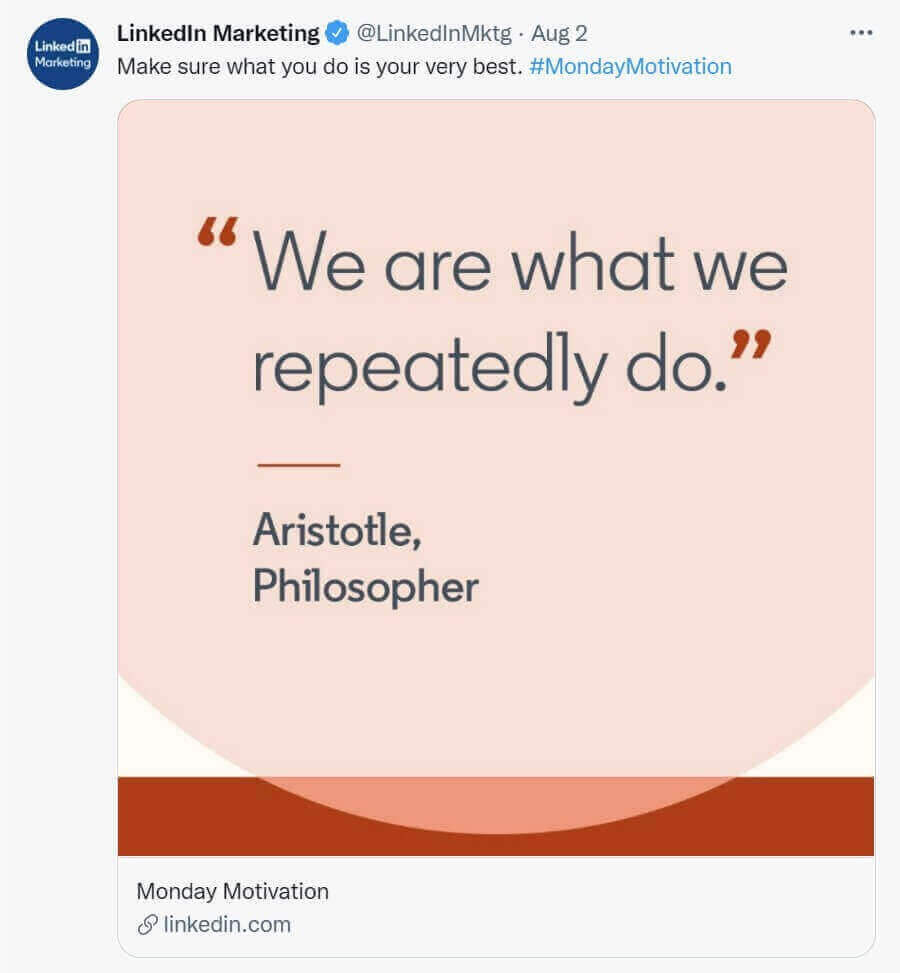 Linked in
Marketing
LinkedIn Marketing @LinkedInMktg · Aug 2
Make sure what you do is your very best. #MondayMotivation
“We are what we
repeatedly do.”
Aristotle,
Philosopher
Monday Motivation
linkedin.com